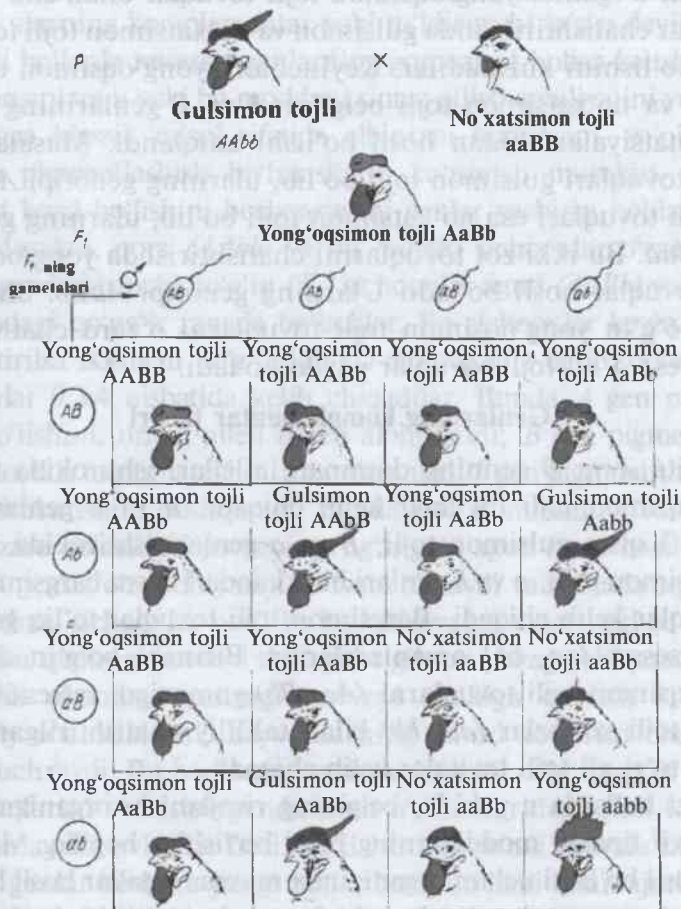 P
×
Gulsimon tojli
AAbb
No‘xatsimon tojli
aaBB
Yong‘oqsimon tojli AaBb
F₁
F₁ ning
gametalari
♀ ♂
AB Ab aB ab
Yong‘oqsimon tojli AABB
Yong‘oqsimon tojli AABb
Yong‘oqsimon tojli AaBB
Yong‘oqsimon tojli AaBb
AB
Yong‘oqsimon tojli AABb
Gulsimon tojli AAbB
Yong‘oqsimon tojli AaBb
Gulsimon tojli Aabb
Ab
Yong‘oqsimon tojli AaBB
Yong‘oqsimon tojli AaBb
No‘xatsimon tojli aaBB
No‘xatsimon tojli aaBb
aB
Yong‘oqsimon tojli AaBb
Gulsimon tojli AaBb
No‘xatsimon tojli aaBb
Yong‘oqsimon tojli aabb
ab